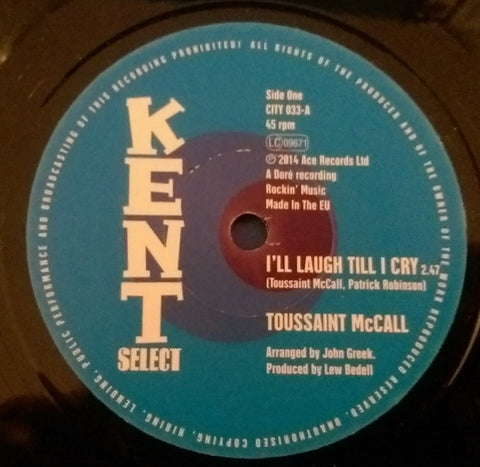 KENT
SELECT
Side One
CITY 033-A
45 rpm
LC 09671
℗ 2014 Ace Records Ltd
A Doré recording
Rockin' Music
Made In The EU
I'LL LAUGH TILL I CRY 2.47
(Toussaint McCall, Patrick Robinson)
TOUSSAINT McCALL
Arranged by John Greek.
Produced by Lew Bedell
ALL RIGHTS OF THE PRODUCER AND OF THE OWNER OF THE WORK REPRODUCED RESERVED. UNAUTHORISED COPYING, HIRING, LENDING, PUBLIC PERFORMANCE AND BROADCASTING OF THIS RECORDING PROHIBITED!